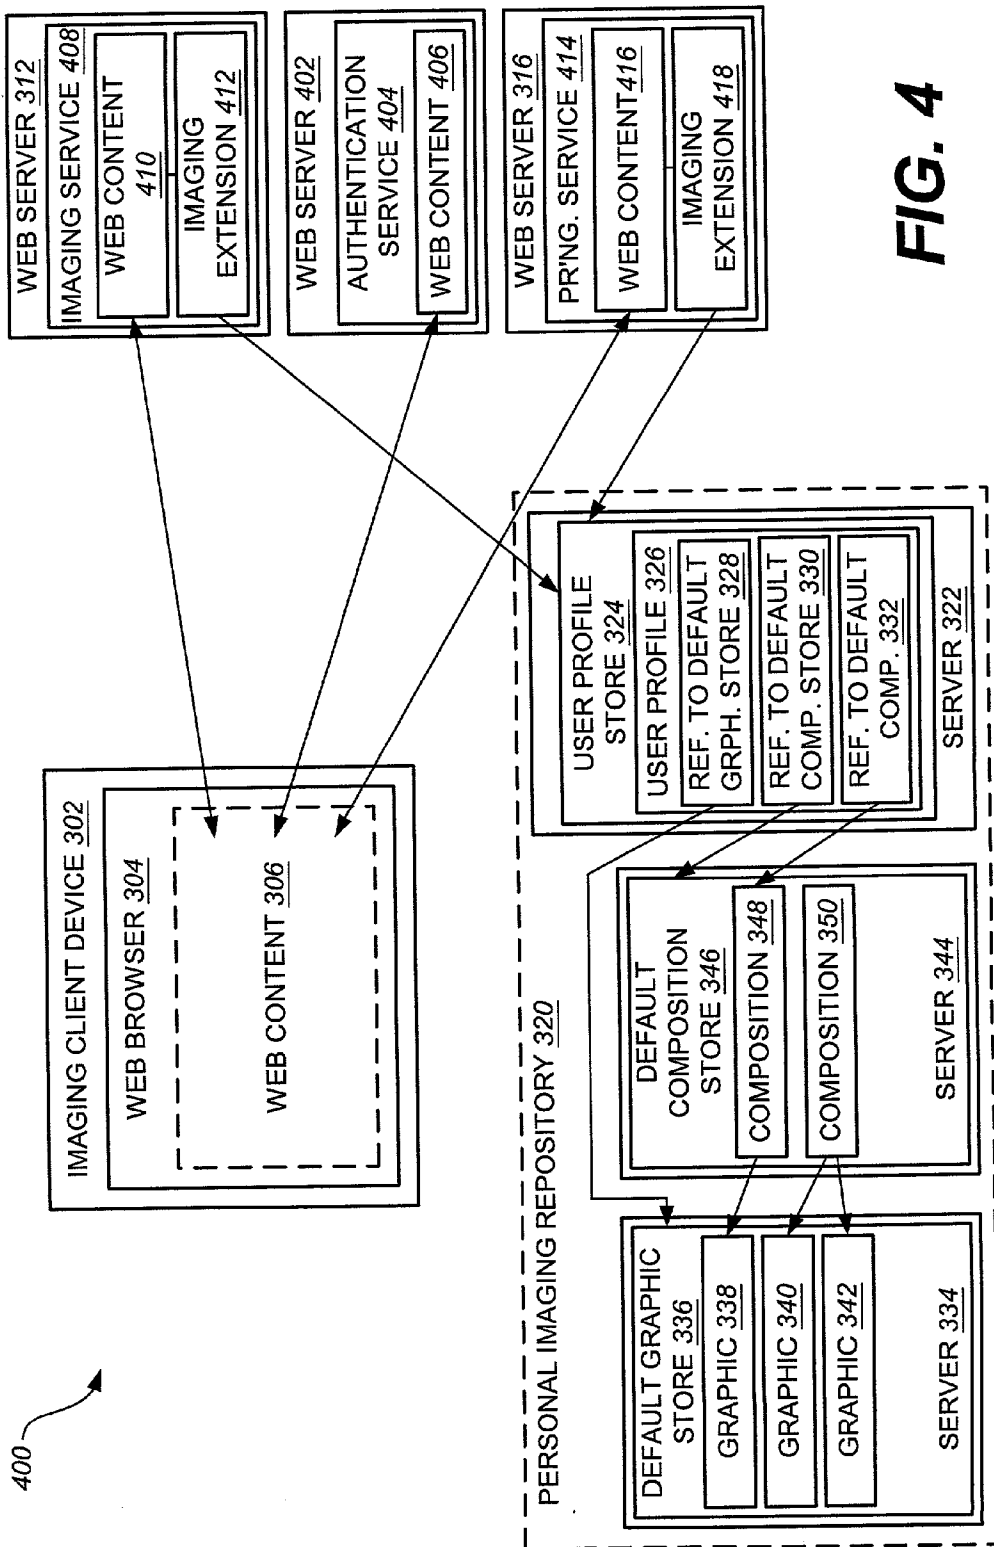 400
IMAGING CLIENT DEVICE 302
WEB BROWSER 304
WEB CONTENT 306
WEB SERVER 312
IMAGING SERVICE 408
WEB CONTENT
410
IMAGING
EXTENSION 412
WEB SERVER 402
AUTHENTICATION
SERVICE 404
WEB CONTENT 406
WEB SERVER 316
PR'NG. SERVICE 414
WEB CONTENT 416
IMAGING
EXTENSION 418
PERSONAL IMAGING REPOSITORY 320
DEFAULT GRAPHIC
STORE 336
GRAPHIC 338
GRAPHIC 340
GRAPHIC 342
SERVER 334
DEFAULT
COMPOSITION
STORE 346
COMPOSITION 348
COMPOSITION 350
SERVER 344
USER PROFILE
STORE 324
USER PROFILE 326
REF. TO DEFAULT
GRPH. STORE 328
REF. TO DEFAULT
COMP. STORE 330
REF. TO DEFAULT
COMP. 332
SERVER 322
FIG. 4